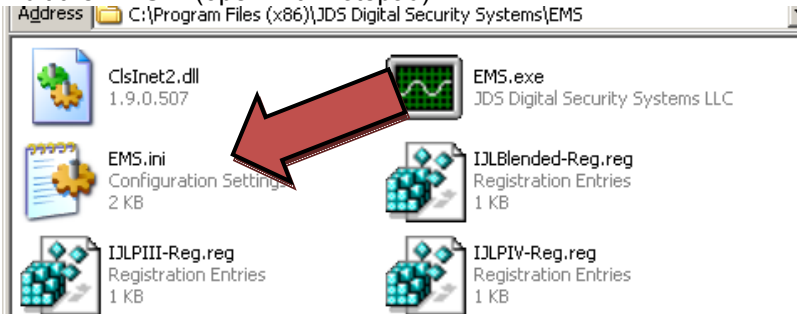 Address C:\Program Files (x86)\JDS Digital Security Systems\EMS
ClsInet2.dll
1.9.0.507
EMS.exe
JDS Digital Security Systems LLC
EMS.ini
Configuration Settings
2 KB
IJLBlended-Reg.reg
Registration Entries
1 KB
IJLPIII-Reg.reg
Registration Entries
1 KB
IJLPIV-Reg.reg
Registration Entries
1 KB